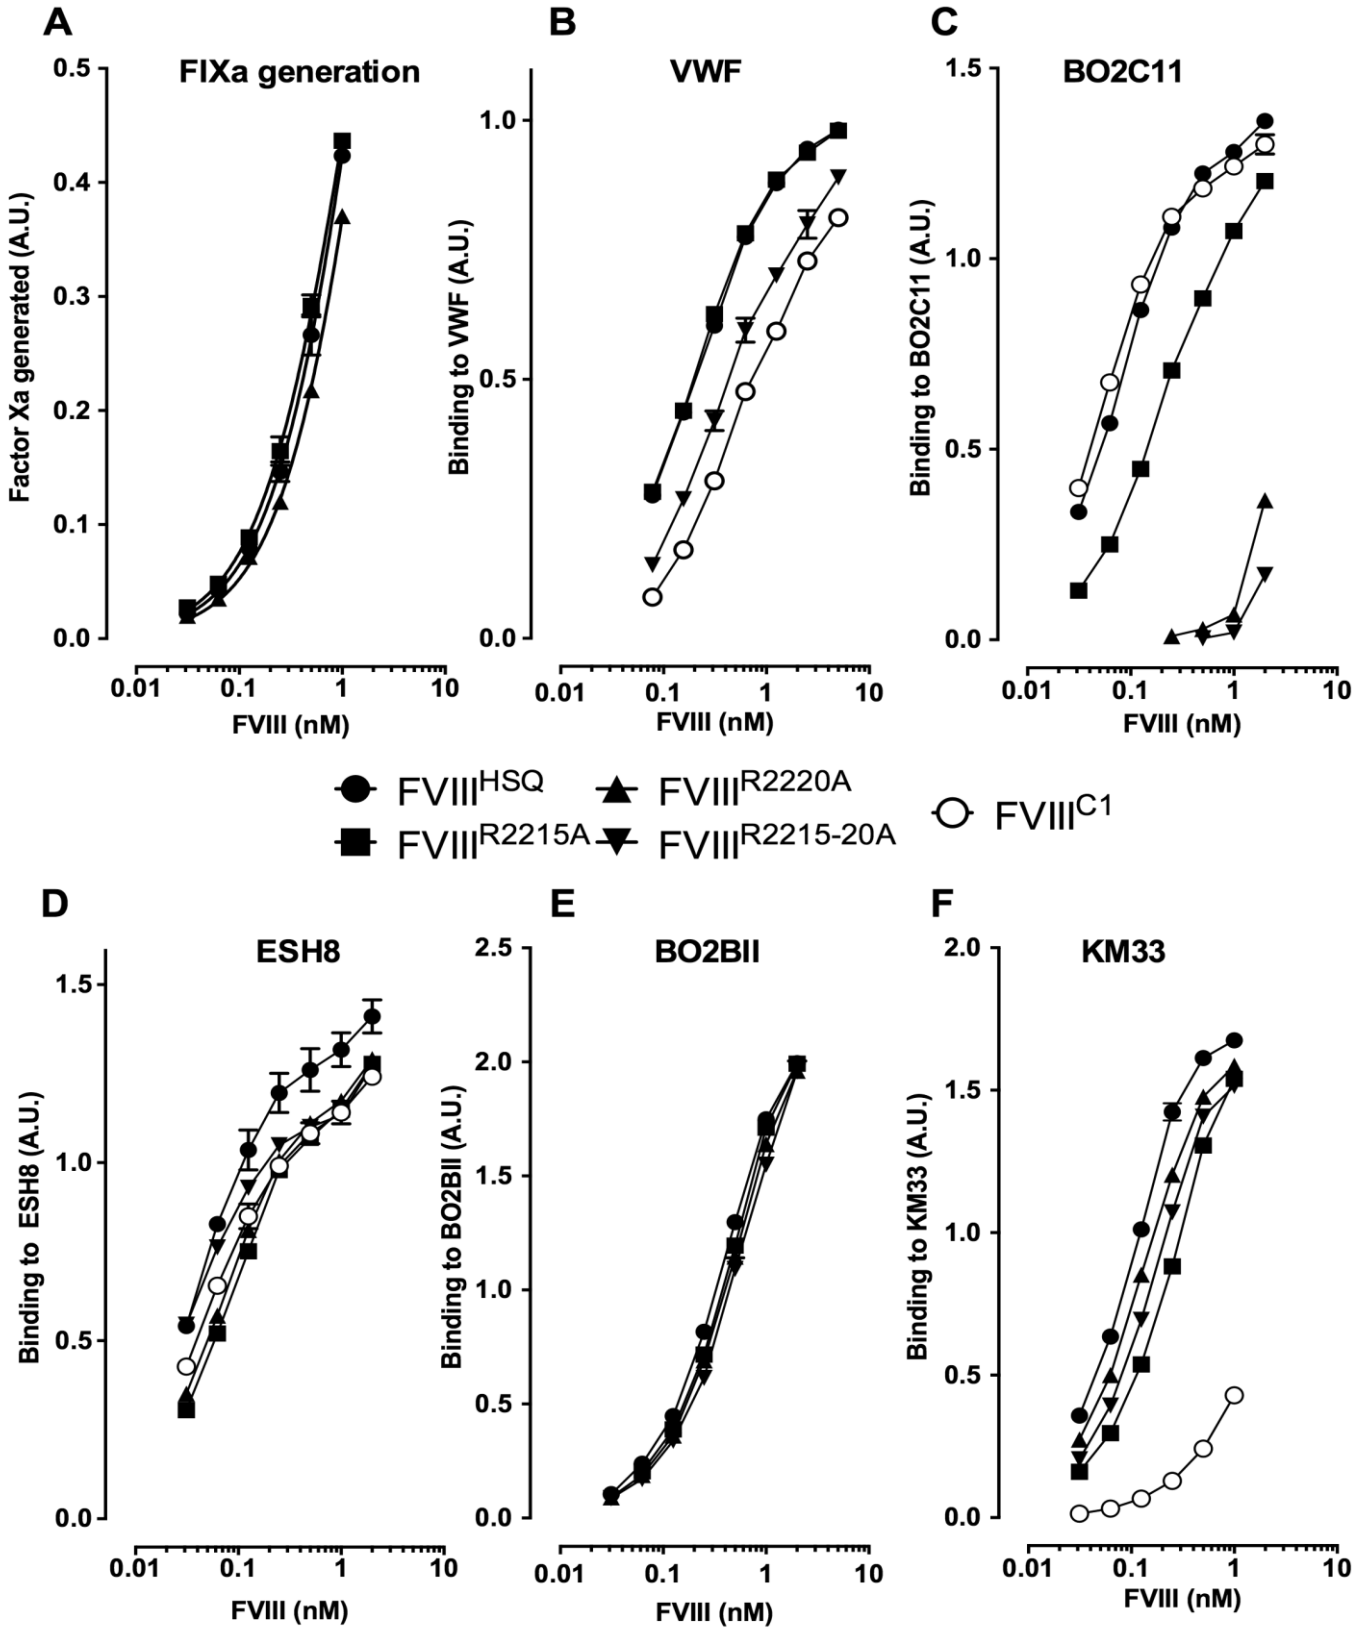 A
B
C
FIXa generation
VWF
BO2C11
Factor Xa generated (A.U.)
0.5
0.4
0.3
0.2
0.1
0.0
0.01 0.1 1 10
FVIII (nM)
Binding to VWF (A.U.)
1.0
0.5
0.0
0.01 0.1 1 10
FVIII (nM)
Binding to BO2C11 (A.U.)
1.5
1.0
0.5
0.0
0.01 0.1 1 10
FVIII (nM)
FVIII^HSQ
FVIII^R2220A
FVIII^C1
FVIII^R2215A
FVIII^R2215-20A
D
E
F
ESH8
BO2BII
KM33
Binding to ESH8 (A.U.)
1.5
1.0
0.5
0.0
0.01 0.1 1 10
FVIII (nM)
Binding to BO2BII (A.U.)
2.5
2.0
1.5
1.0
0.5
0.0
0.01 0.1 1 10
FVIII (nM)
Binding to KM33 (A.U.)
2.0
1.5
1.0
0.5
0.0
0.01 0.1 1 10
FVIII (nM)